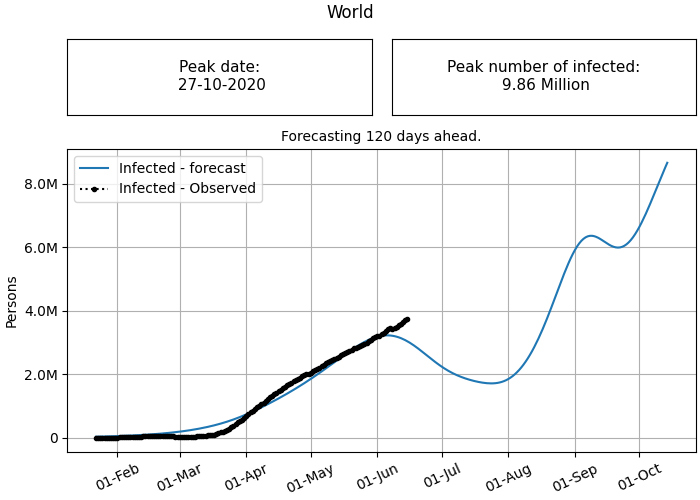 World
Peak date:
27-10-2020
Peak number of infected:
9.86 Million
Forecasting 120 days ahead.
Infected - forecast
Infected - Observed
8.0M
6.0M
4.0M
2.0M
0
Persons
01-Feb
01-Mar
01-Apr
01-May
01-Jun
01-Jul
01-Aug
01-Sep
01-Oct